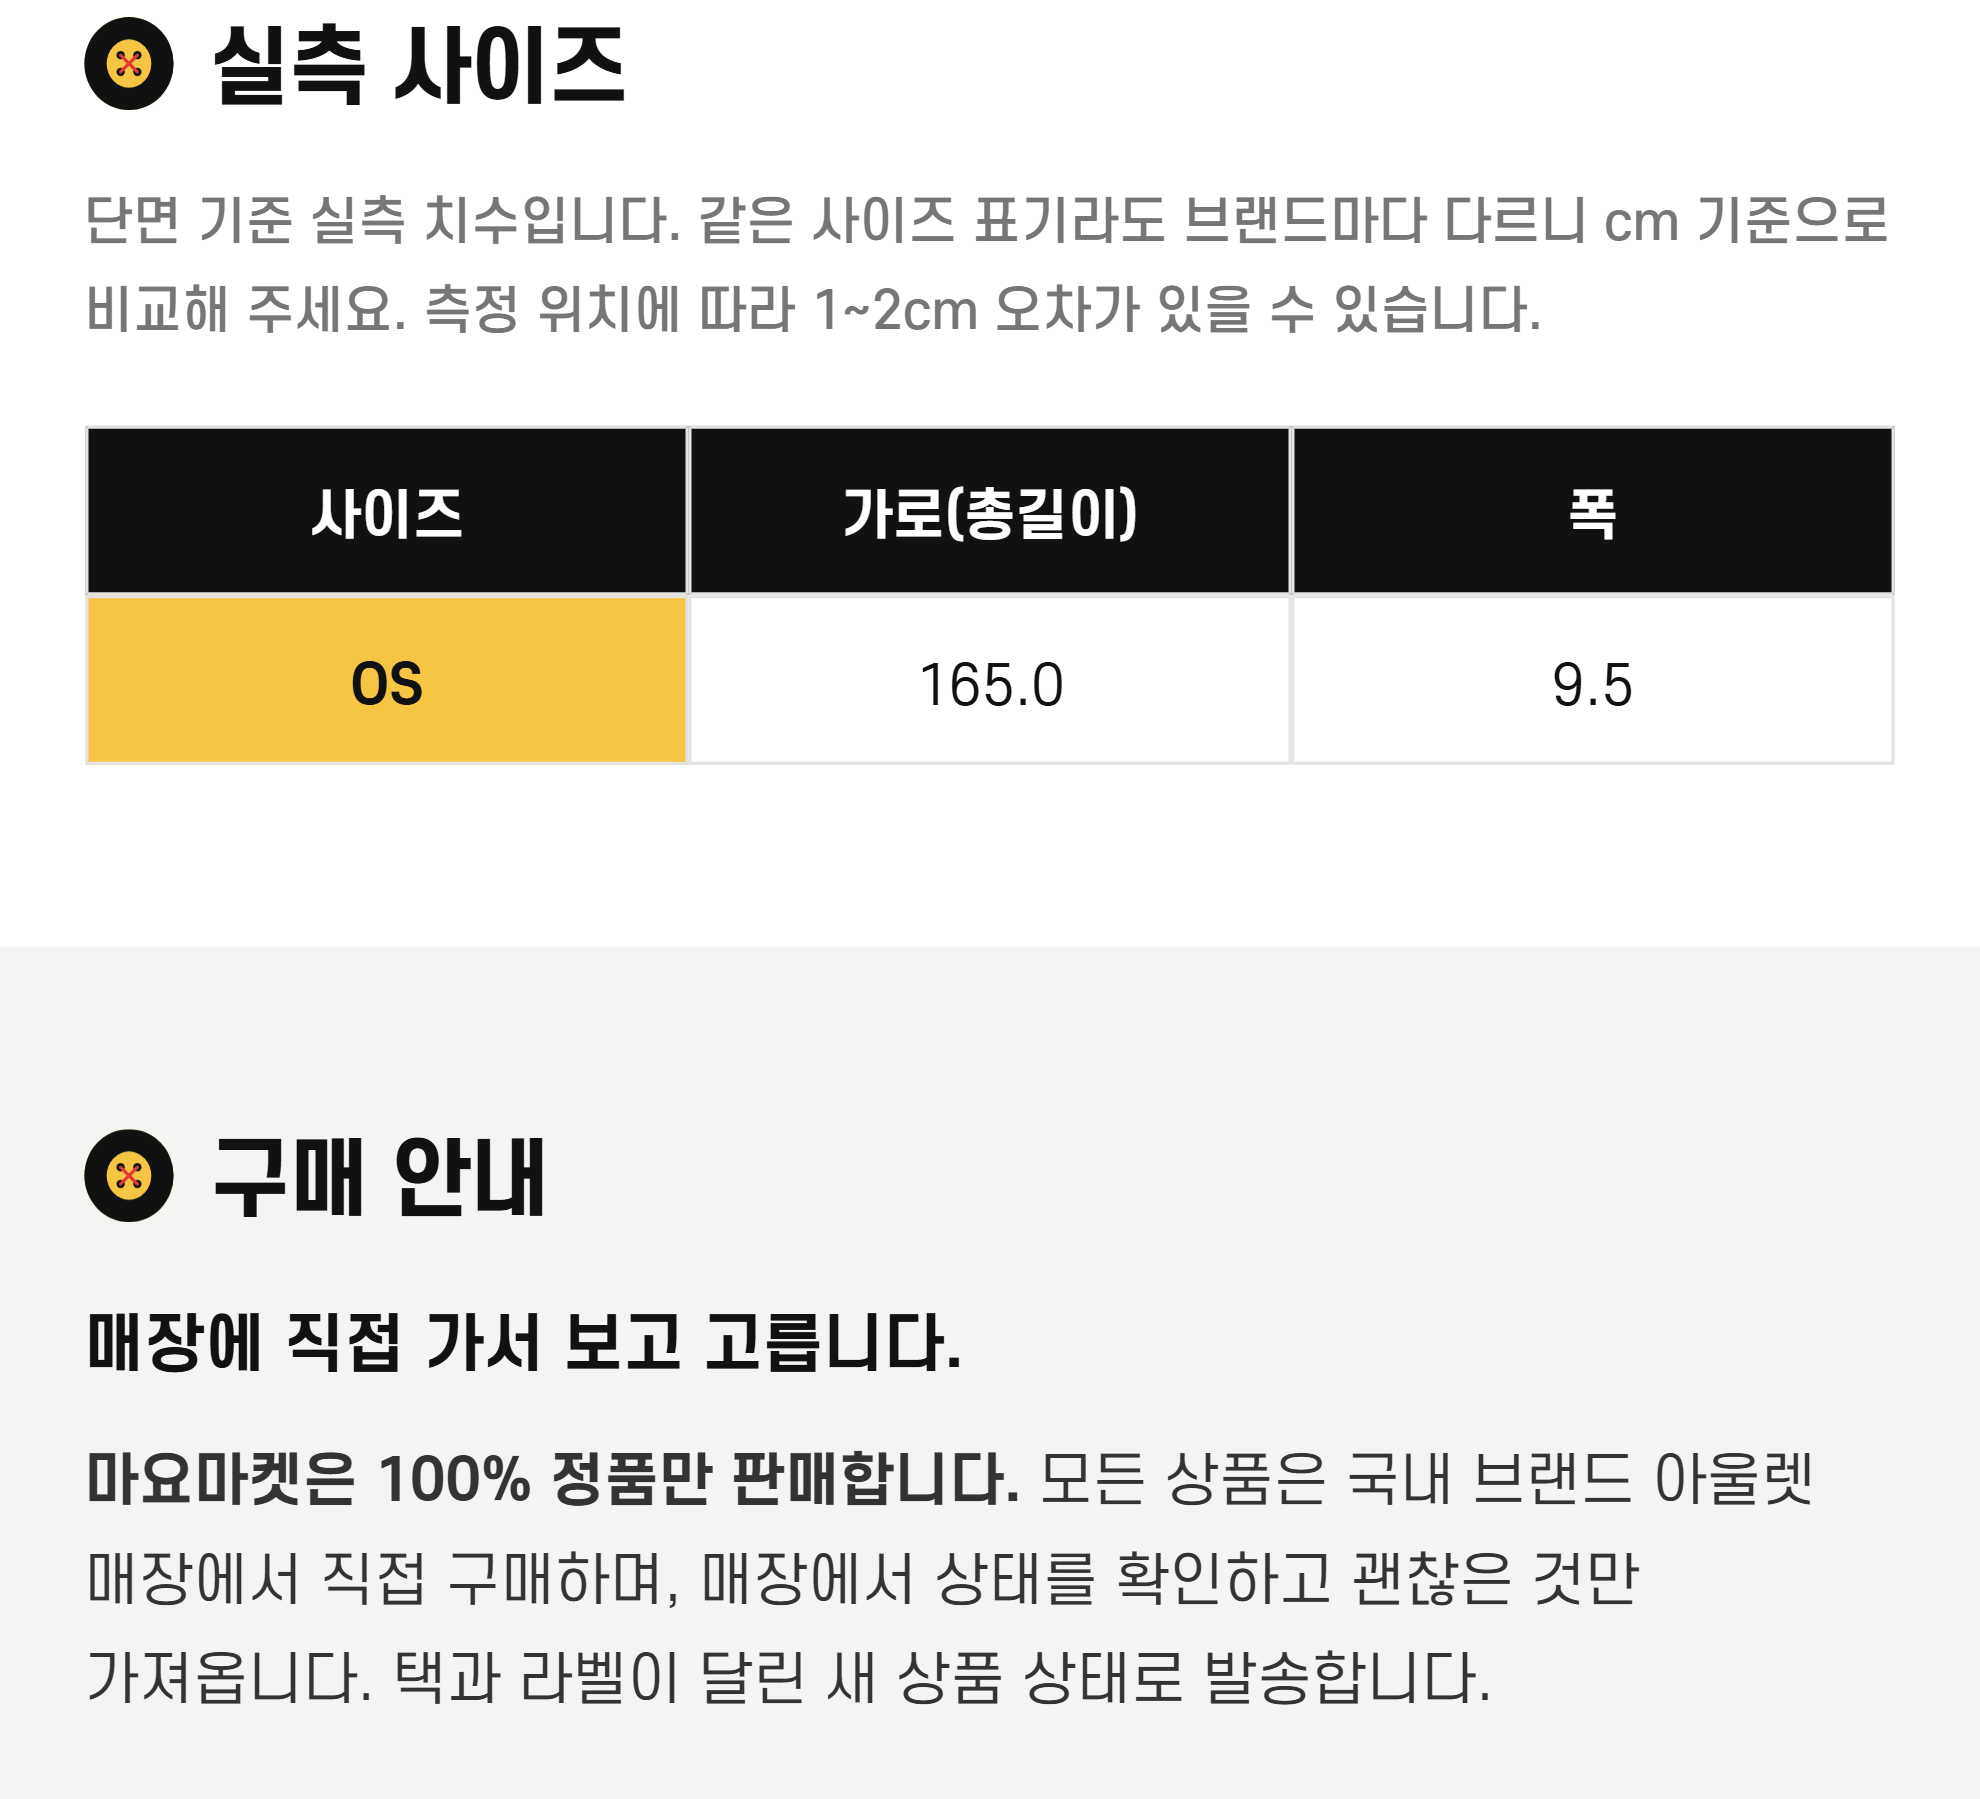 실측 사이즈
단면 기준 실측 치수입니다. 같은 사이즈 표기라도 브랜드마다 다르니 cm 기준으로
비교해 주세요. 측정 위치에 따라 1~2cm 오차가 있을 수 있습니다.
사이즈 가로(총길이) 폭
OS 165.0 9.5
구매 안내
매장에 직접 가서 보고 고릅니다.
마요마켓은 100% 정품만 판매합니다. 모든 상품은 국내 브랜드 아울렛
매장에서 직접 구매하며, 매장에서 상태를 확인하고 괜찮은 것만
가져옵니다. 택과 라벨이 달린 새 상품 상태로 발송합니다.